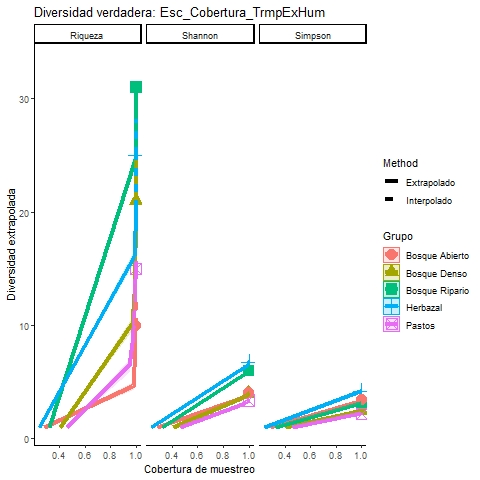 Diversidad verdadera: Esc_Cobertura_TrmpExHum
Riqueza
Shannon
Simpson
Diversidad extrapolada
30
20
10
0
0.4 0.6 0.8 1.0
0.4 0.6 0.8 1.0
0.4 0.6 0.8 1.0
Cobertura de muestreo
Method
Extrapolado
Interpolado
Grupo
Bosque Abierto
Bosque Denso
Bosque Ripario
Herbazal
Pastos